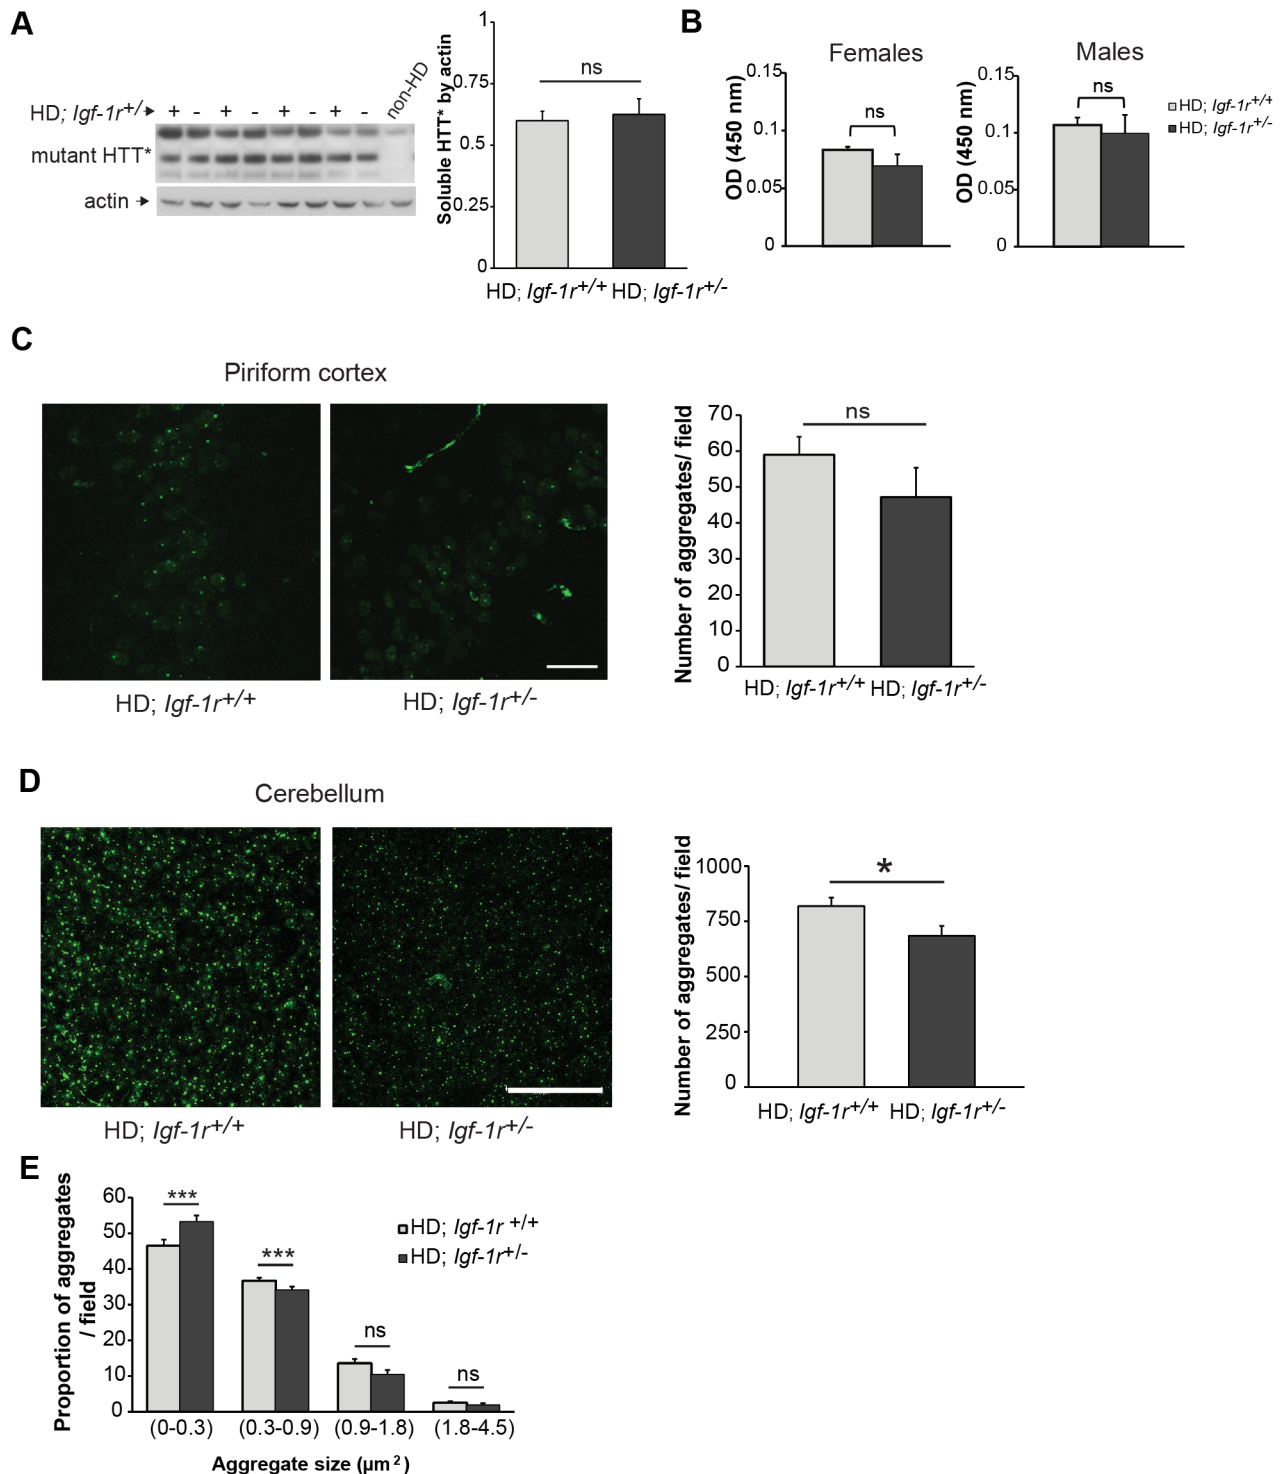 A
HD; Igf-1r+/ + - + - + - + - non-HD
mutant HTT*
actin
Soluble HTT* by actin
1
0.75
0.5
0.25
0
ns
HD; Igf-1r+/+ HD; Igf-1r+/-
B
Females
OD (450 nm)
0.15
0.1
0.05
0
ns
Males
OD (450 nm)
0.15
0.1
0.05
0
ns
HD; Igf-1r+/+
HD; Igf-1r+/-
C
Piriform cortex
HD; Igf-1r+/+ HD; Igf-1r+/-
Number of aggregates/ field
70
60
50
40
30
20
10
0
ns
HD; Igf-1r+/+ HD; Igf-1r+/-
D
Cerebellum
HD; Igf-1r+/+ HD; Igf-1r+/-
Number of aggregates/ field
1000
750
500
250
0
*
HD; Igf-1r+/+ HD; Igf-1r+/-
E
Proportion of aggregates
/ field
60
50
40
30
20
10
0
***
***
ns
ns
HD; Igf-1r +/+
HD; Igf-1r+/-
(0-0.3) (0.3-0.9) (0.9-1.8) (1.8-4.5)
Aggregate size (µm²)